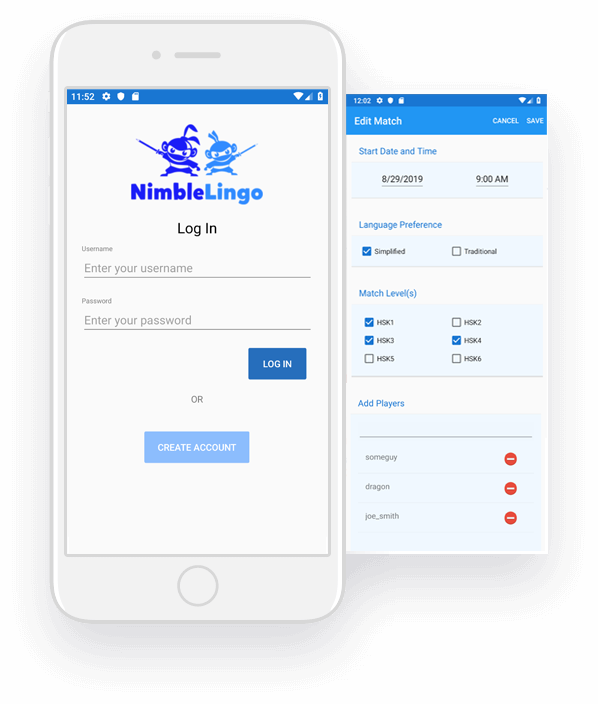 11:52
NimbleLingo
Log In
Username
Enter your username
Password
Enter your password
LOG IN
OR
CREATE ACCOUNT
12:02
Edit Match CANCEL SAVE
Start Date and Time
8/29/2019 9:00 AM
Language Preference
Simplified Traditional
Match Level(s)
HSK1 HSK2
HSK3 HSK4
HSK5 HSK6
Add Players
someguy
dragon
joe_smith